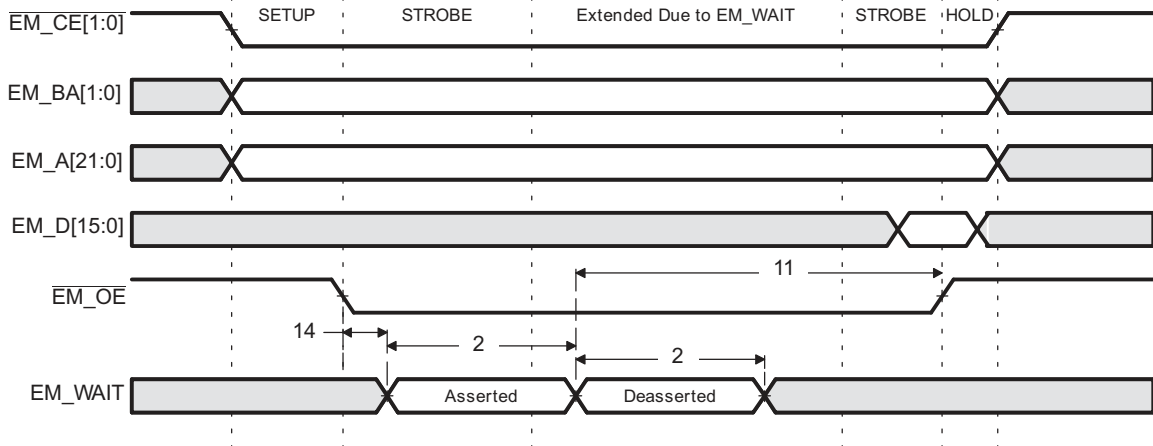 SETUP STROBE Extended Due to EM_WAIT STROBE HOLD
EM_CE[1:0]
EM_BA[1:0]
EM_A[21:0]
EM_D[15:0]
11
EM_OE
14 2 2
EM_WAIT Asserted Deasserted